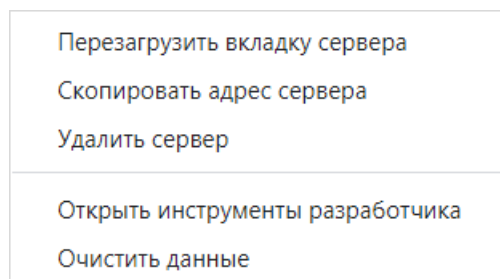 Перезагрузить вкладку сервера
Скопировать адрес сервера
Удалить сервер
Открыть инструменты разработчика
Очистить данные